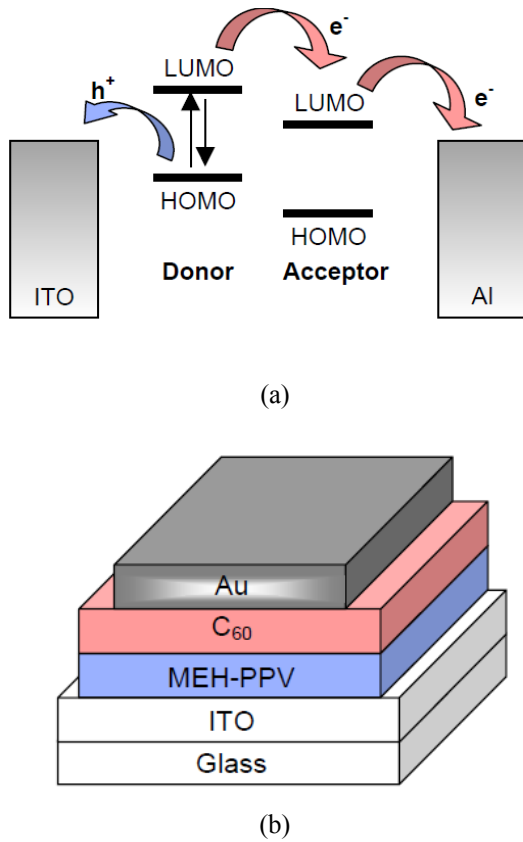 e-
LUMO
h+
LUMO
e-
HOMO
HOMO
ITO
Donor
Acceptor
Al
(a)
Au
C60
MEH-PPV
ITO
Glass
(b)